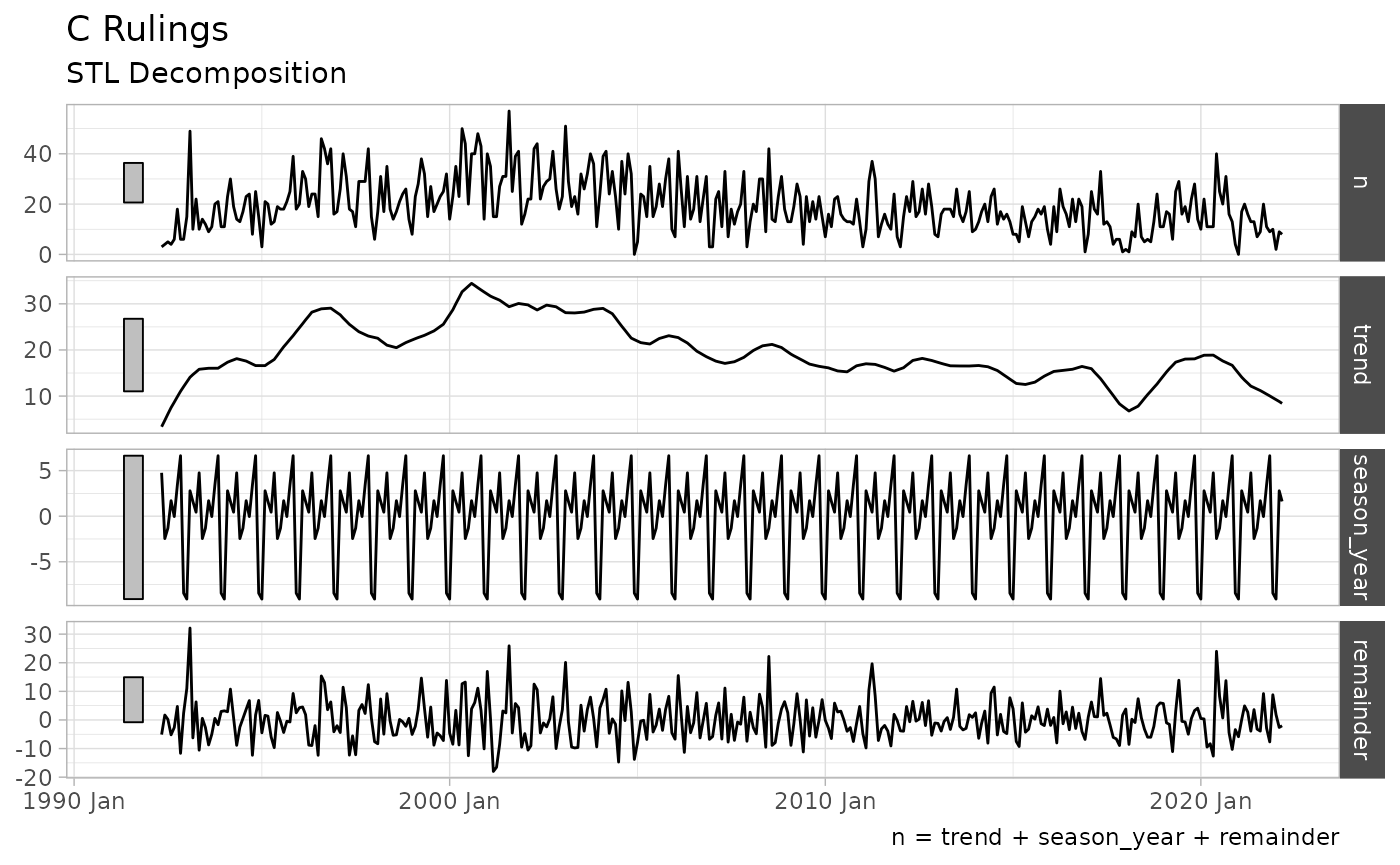 C Rulings
STL Decomposition
40
20
0
n
30
20
10
trend
5
0
-5
season_year
30
20
10
0
-10
-20
remainder
1990 Jan 2000 Jan 2010 Jan 2020 Jan
n = trend + season_year + remainder